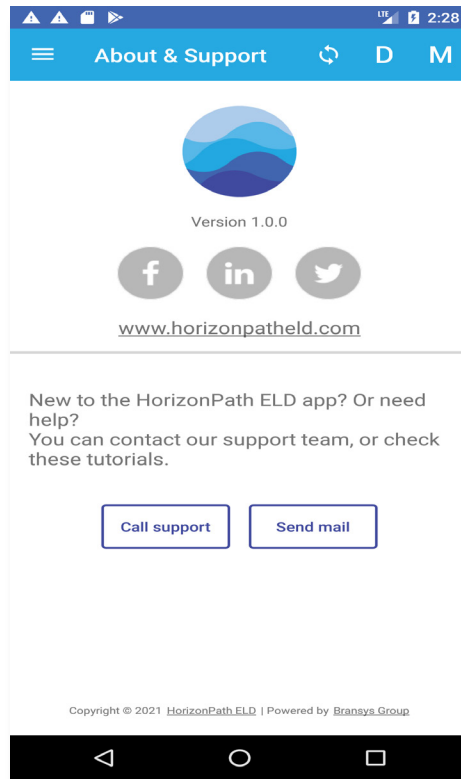 LTE 2:28
About & Support D M
Version 1.0.0
f in
www.horizonpatheld.com
New to the HorizonPath ELD app? Or need
help?
You can contact our support team, or check
these tutorials.
Call support Send mail
Copyright © 2021 HorizonPath ELD | Powered by Bransys Group